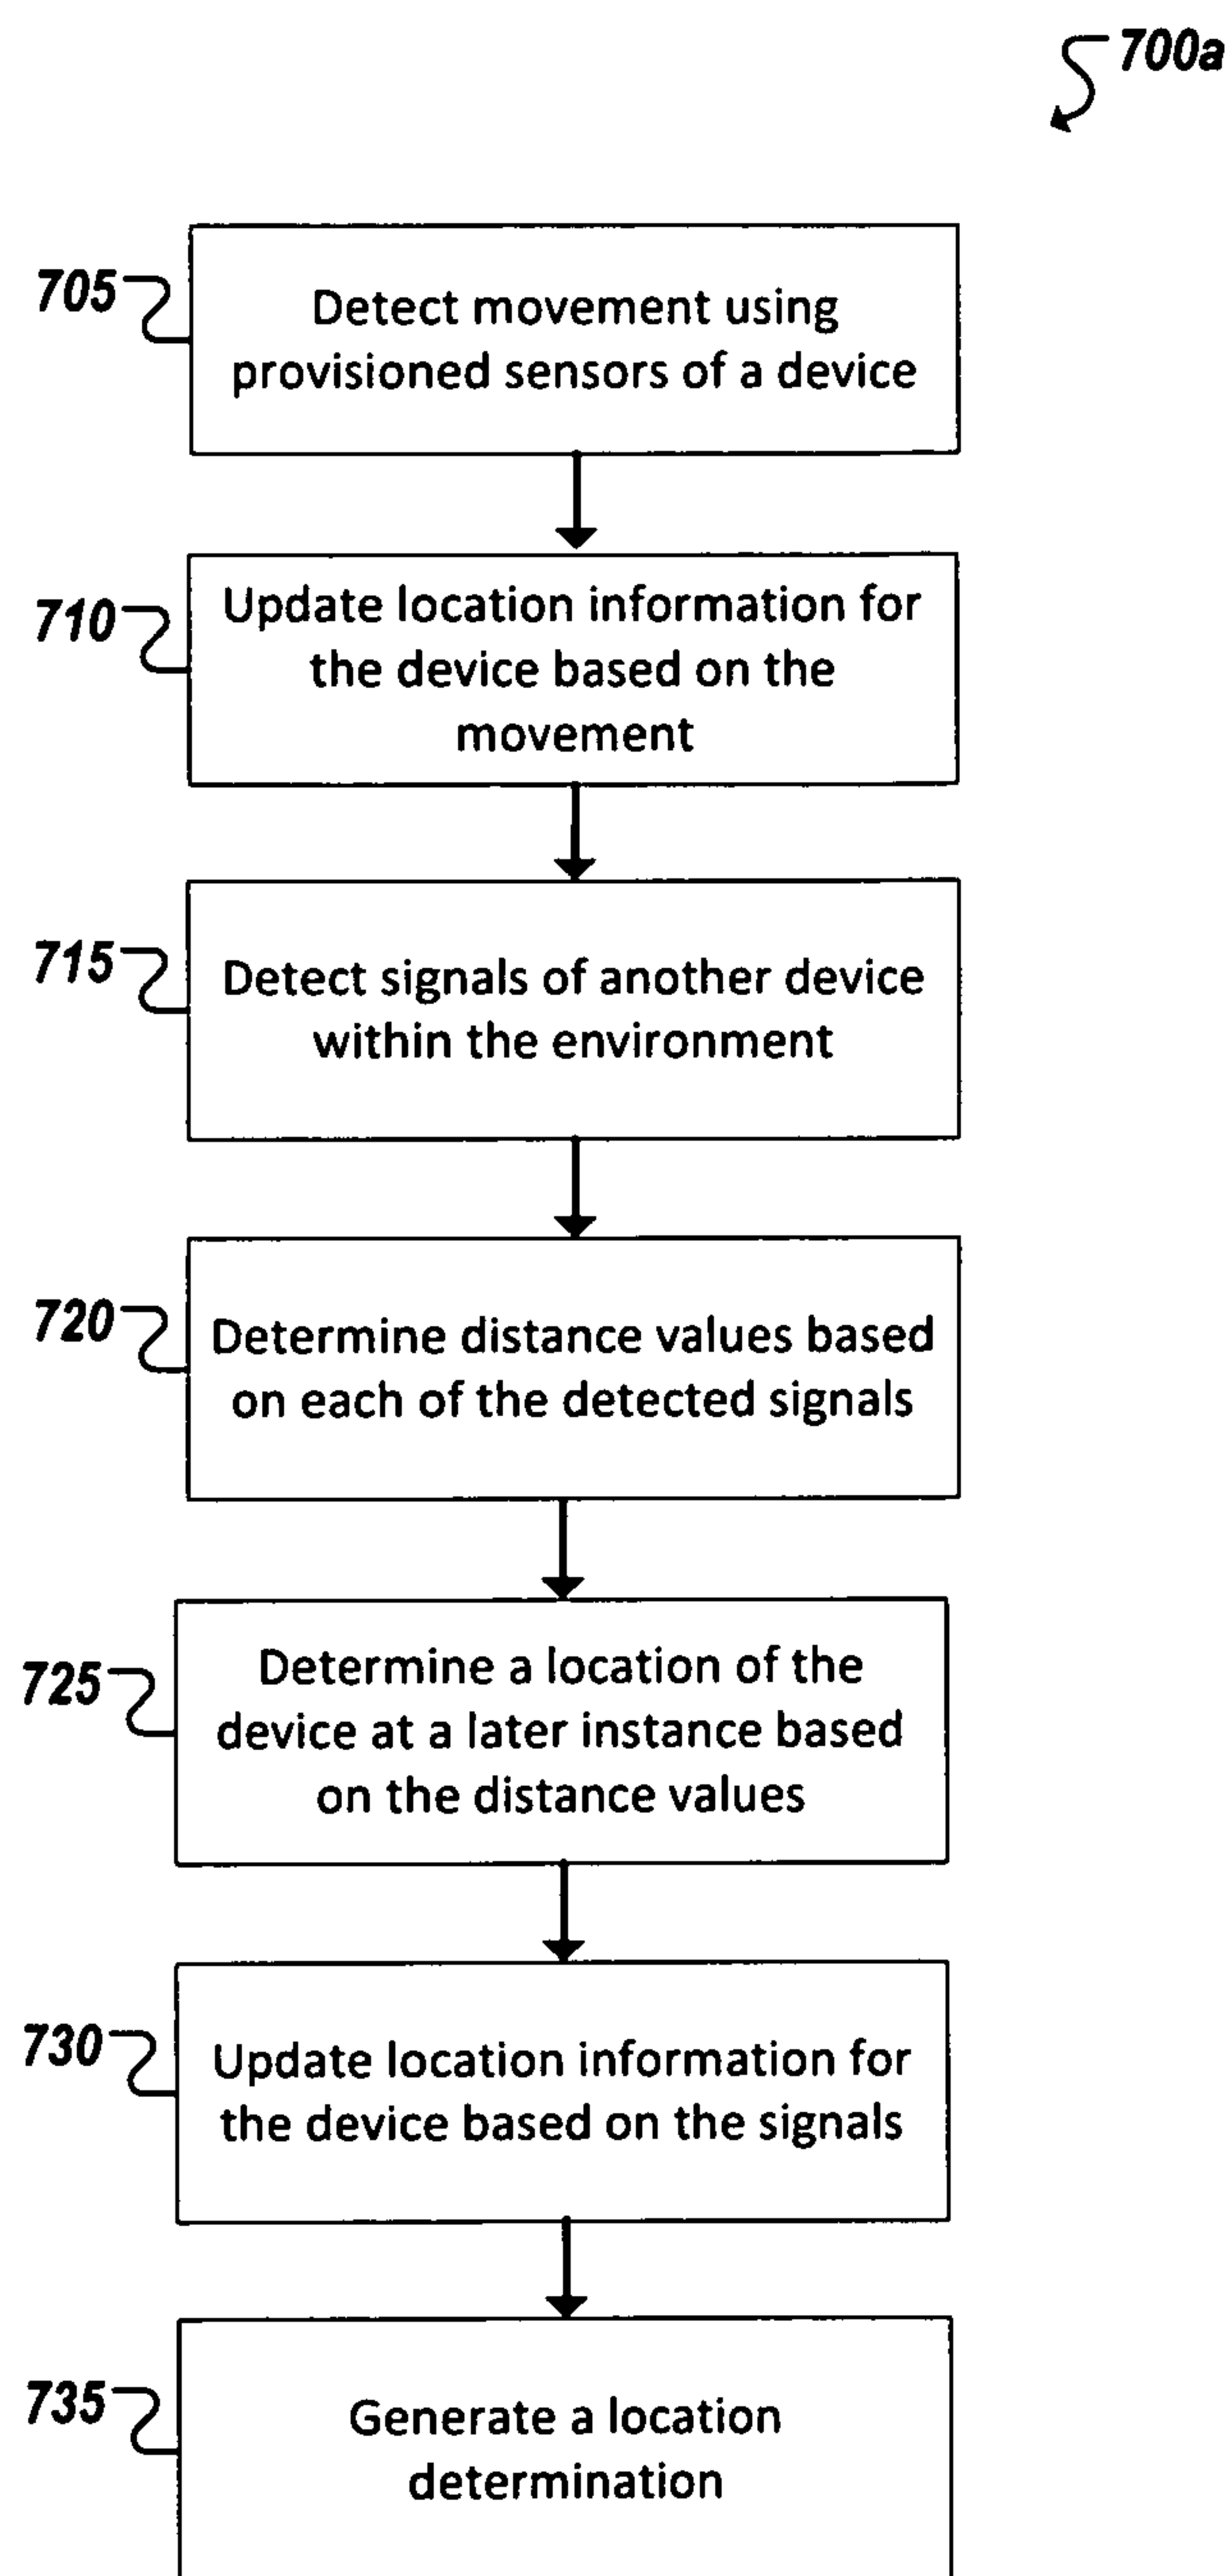 700a
705
Detect movement using
provisioned sensors of a device
710
Update location information for
the device based on the
movement
715
Detect signals of another device
within the environment
720
Determine distance values based
on each of the detected signals
725
Determine a location of the
device at a later instance based
on the distance values
730
Update location information for
the device based on the signals
735
Generate a location
determination